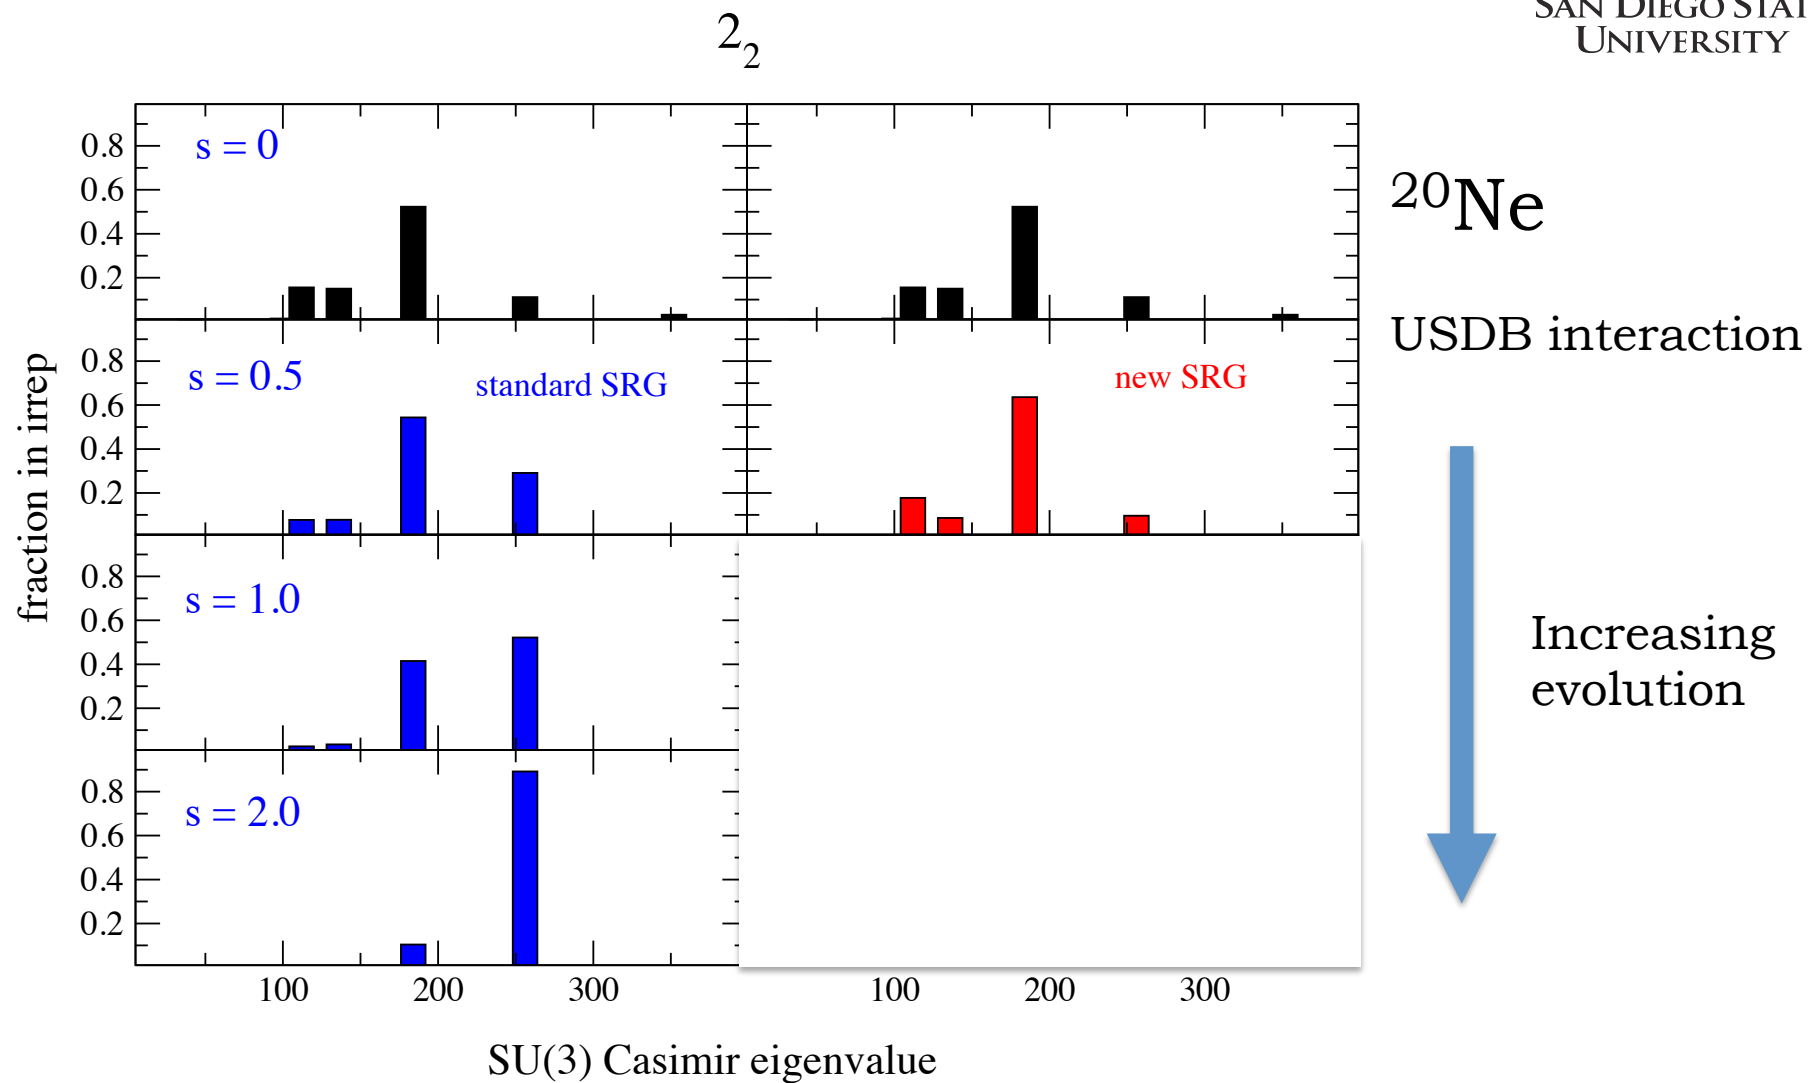 SAN DIEGO STAT
UNIVERSITY
2₂
s = 0
0.8
0.6
0.4
0.2
²⁰Ne
USDB interaction
s = 0.5
standard SRG
new SRG
0.8
0.6
0.4
0.2
fraction in irrep
s = 1.0
0.8
0.6
0.4
0.2
Increasing
evolution
s = 2.0
0.8
0.6
0.4
0.2
100 200 300 100 200 300
SU(3) Casimir eigenvalue